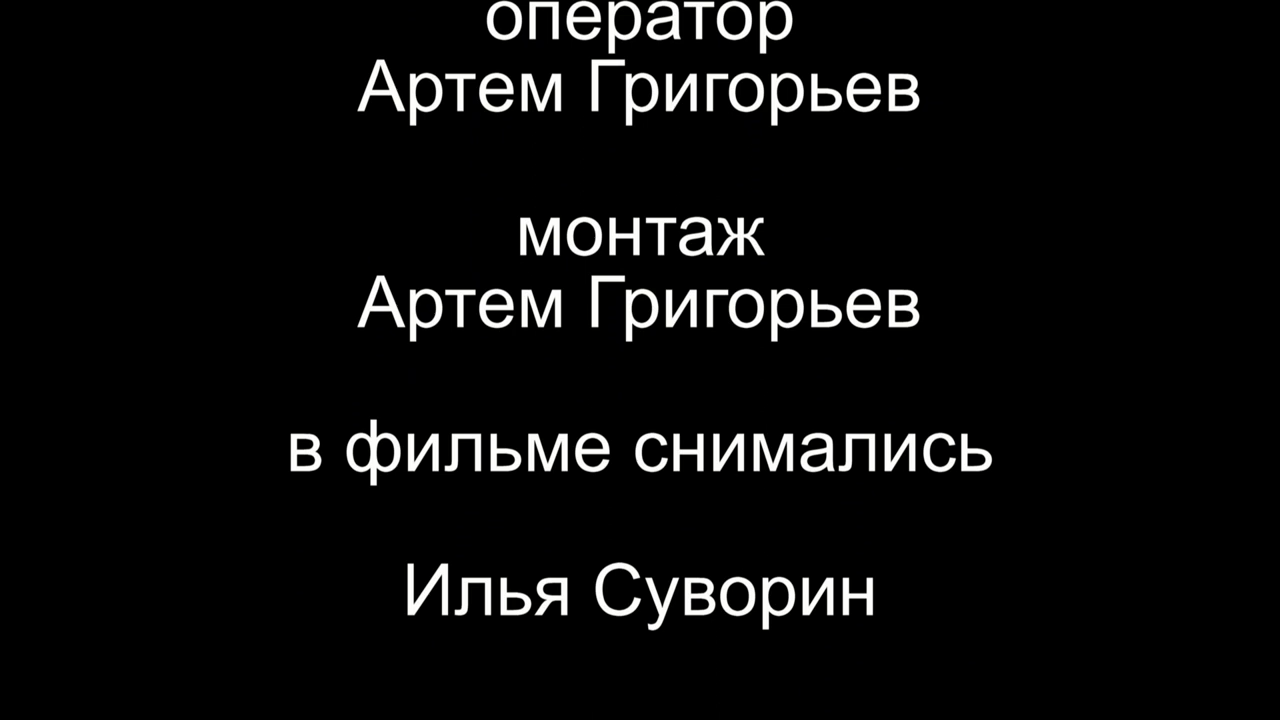 оператор
Артем Григорьев
монтаж
Артем Григорьев
в фильме снимались
Илья Суворин